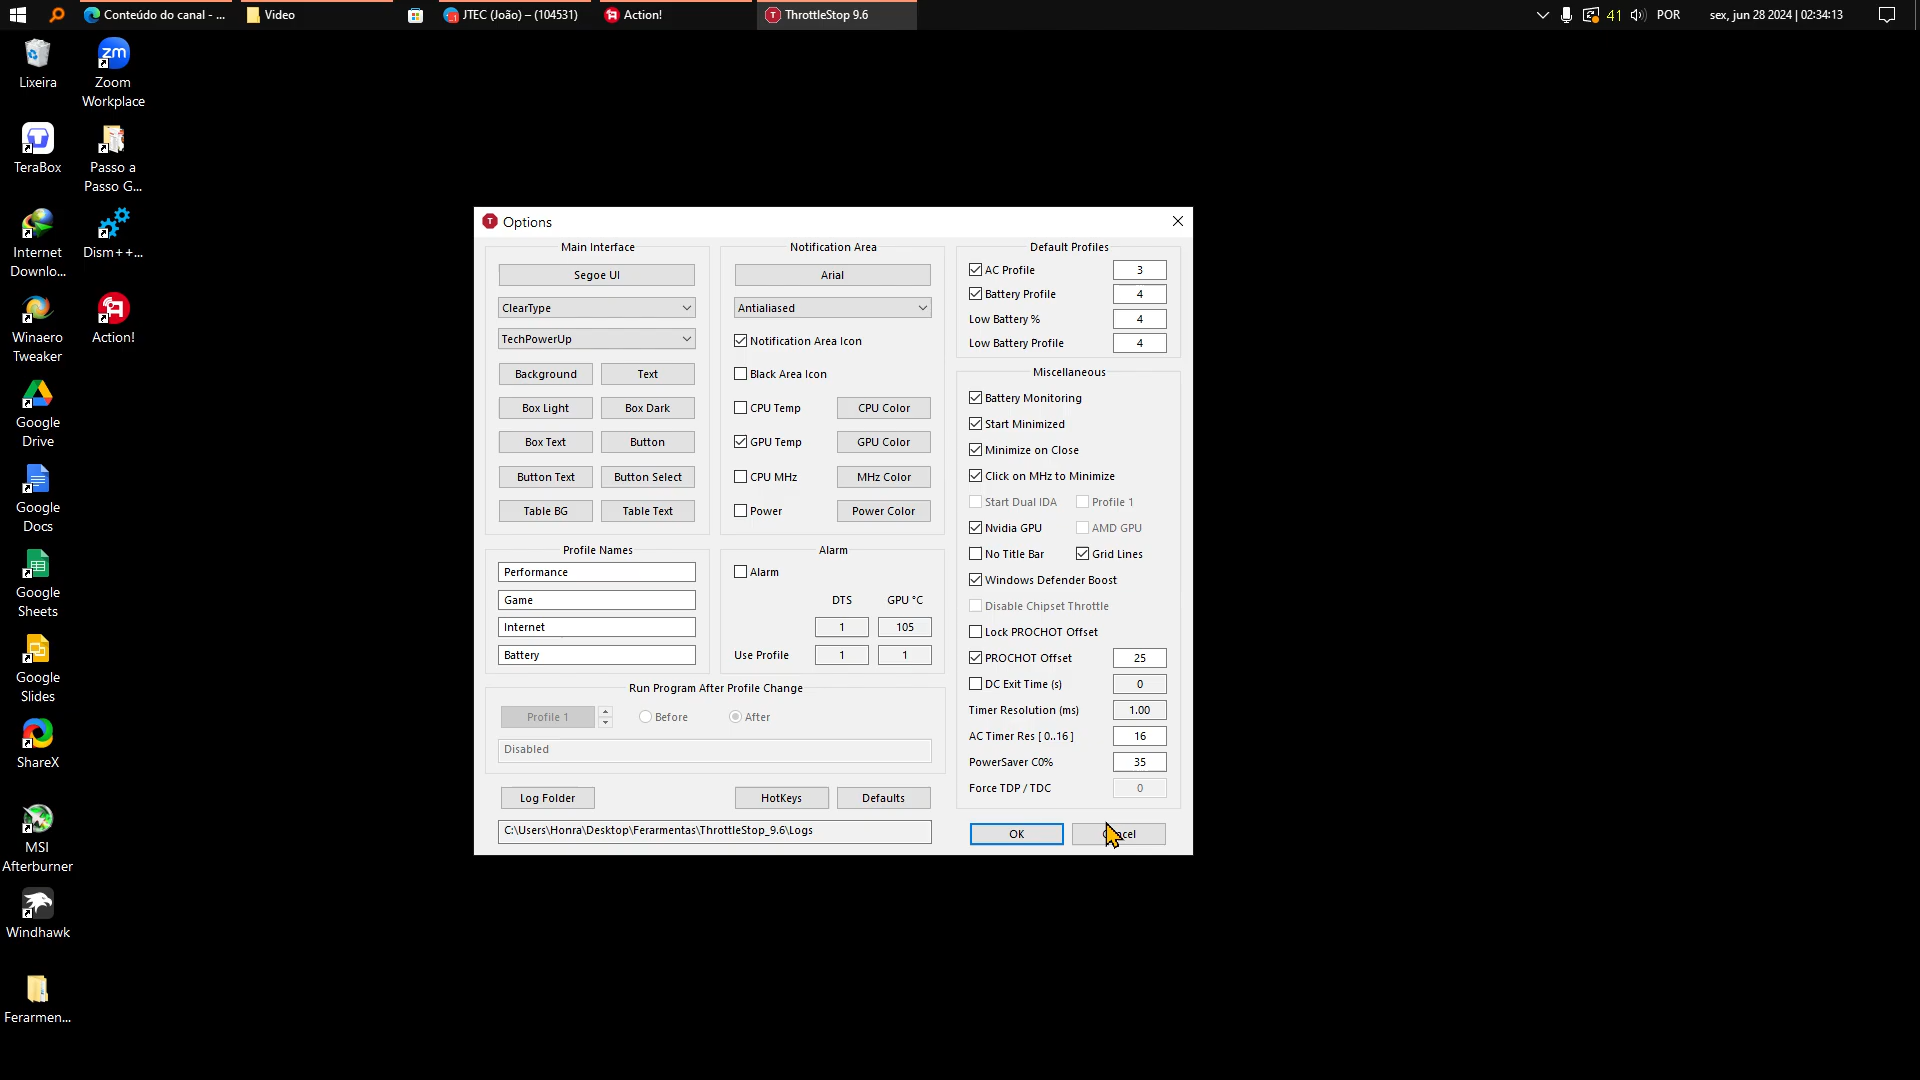 Conteúdo do canal - ...
Video
JTEC (João) – (104531)
Action!
ThrottleStop 9.6
41
POR
sex, jun 28 2024 | 02:34:13
Lixeira
zm
Zoom
Workplace
TeraBox
Passo a
Passo G...
Internet
Downlo...
Dism++...
Winaero
Tweaker
Action!
Google
Drive
Google
Docs
Google
Sheets
Google
Slides
ShareX
MSI
Afterburner
Windhawk
Ferarmen...
Options
Main Interface
Segoe UI
ClearType
TechPowerUp
Background
Text
Box Light
Box Dark
Box Text
Button
Button Text
Button Select
Table BG
Table Text
Notification Area
Arial
Antialiased
Notification Area Icon
Black Area Icon
CPU Temp
CPU Color
GPU Temp
GPU Color
CPU MHz
MHz Color
Power
Power Color
Default Profiles
AC Profile
3
Battery Profile
4
Low Battery %
4
Low Battery Profile
4
Miscellaneous
Battery Monitoring
Start Minimized
Minimize on Close
Click on MHz to Minimize
Start Dual IDA
Profile 1
Nvidia GPU
AMD GPU
No Title Bar
Grid Lines
Windows Defender Boost
Disable Chipset Throttle
Lock PROCHOT Offset
PROCHOT Offset
25
DC Exit Time (s)
0
Timer Resolution (ms)
1.00
AC Timer Res [ 0..16 ]
16
PowerSaver C0%
35
Force TDP / TDC
0
Profile Names
Performance
Game
Internet
Battery
Alarm
Alarm
DTS
GPU °C
1
105
Use Profile
1
1
Run Program After Profile Change
Profile 1
Before
After
Disabled
Log Folder
HotKeys
Defaults
C:\Users\Honra\Desktop\Ferarmentas\ThrottleStop_9.6\Logs
OK